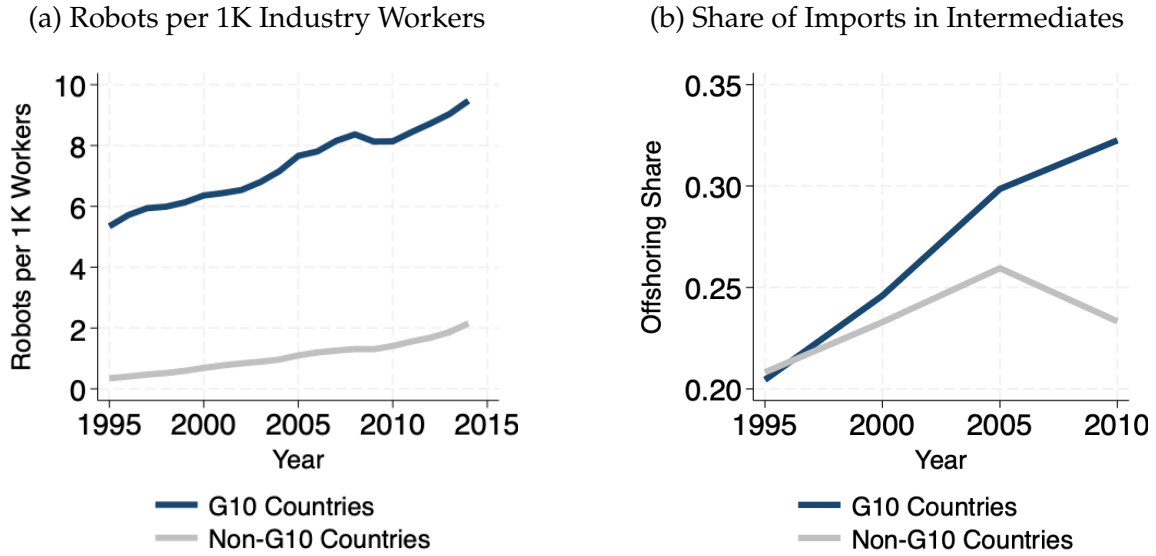 (a) Robots per 1K Industry Workers
Robots per 1K Workers
10
8
6
4
2
0
1995 2000 2005 2010 2015
Year
G10 Countries
Non-G10 Countries
(b) Share of Imports in Intermediates
Offshoring Share
0.35
0.30
0.25
0.20
1995 2000 2005 2010
Year
G10 Countries
Non-G10 Countries